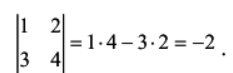 |1 2|
|3 4| = 1·4 − 3·2 = −2 .